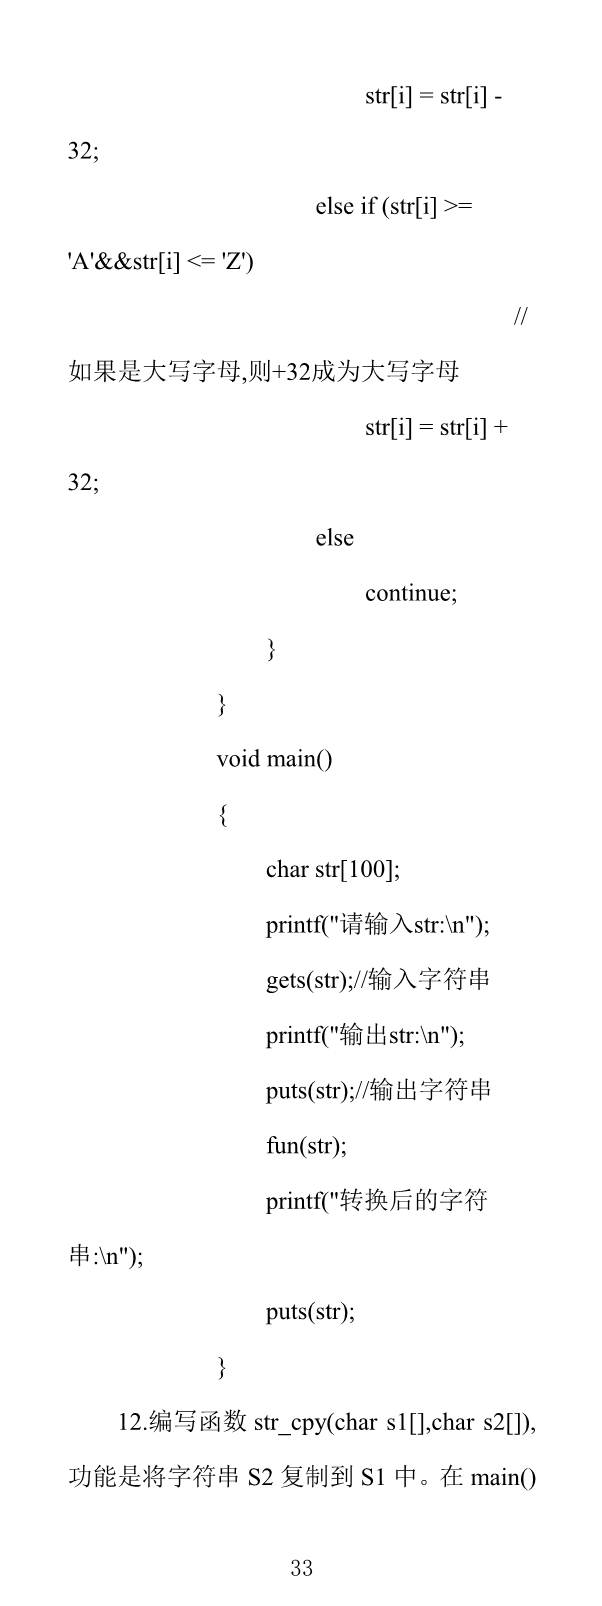 str[i] = str[i] -
32;
else if (str[i] >=
'A'&&str[i] <= 'Z')
//
如果是大写字母,则+32成为大写字母
str[i] = str[i] +
32;
else
continue;
}
}
void main()
{
char str[100];
printf("请输入str:\n");
gets(str);//输入字符串
printf("输出str:\n");
puts(str);//输出字符串
fun(str);
printf("转换后的字符
串:\n");
puts(str);
}
12.编写函数 str_cpy(char s1[],char s2[]),
功能是将字符串 S2 复制到 S1 中。在 main()
33